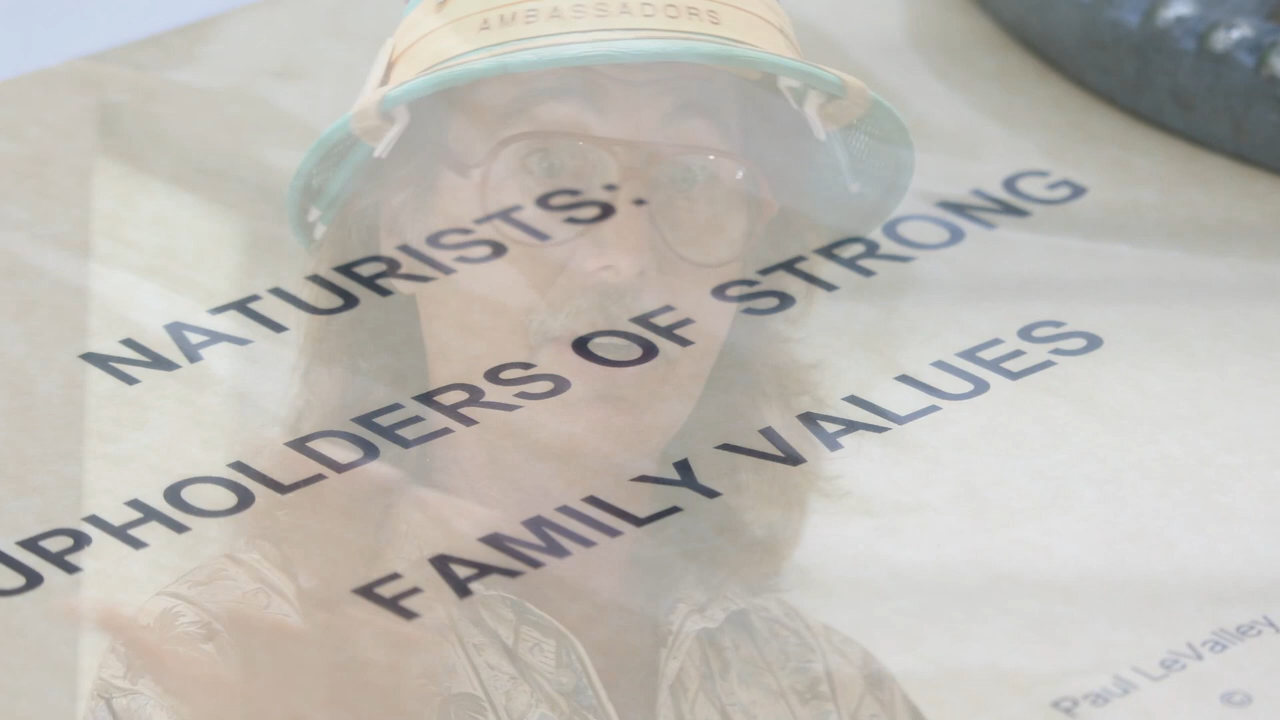 AMBASSADORS
NATURISTS:
UPHOLDERS OF STRONG
FAMILY VALUES
Paul LeValley
©